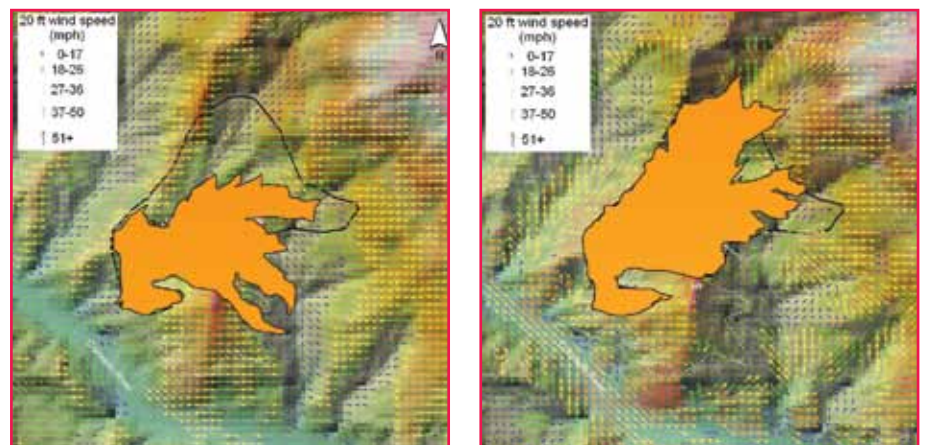 20 ft wind speed
(mph)
0-17
18-26
27-36
37-50
51+
N
20 ft wind speed
(mph)
0-17
18-26
27-36
37-50
51+